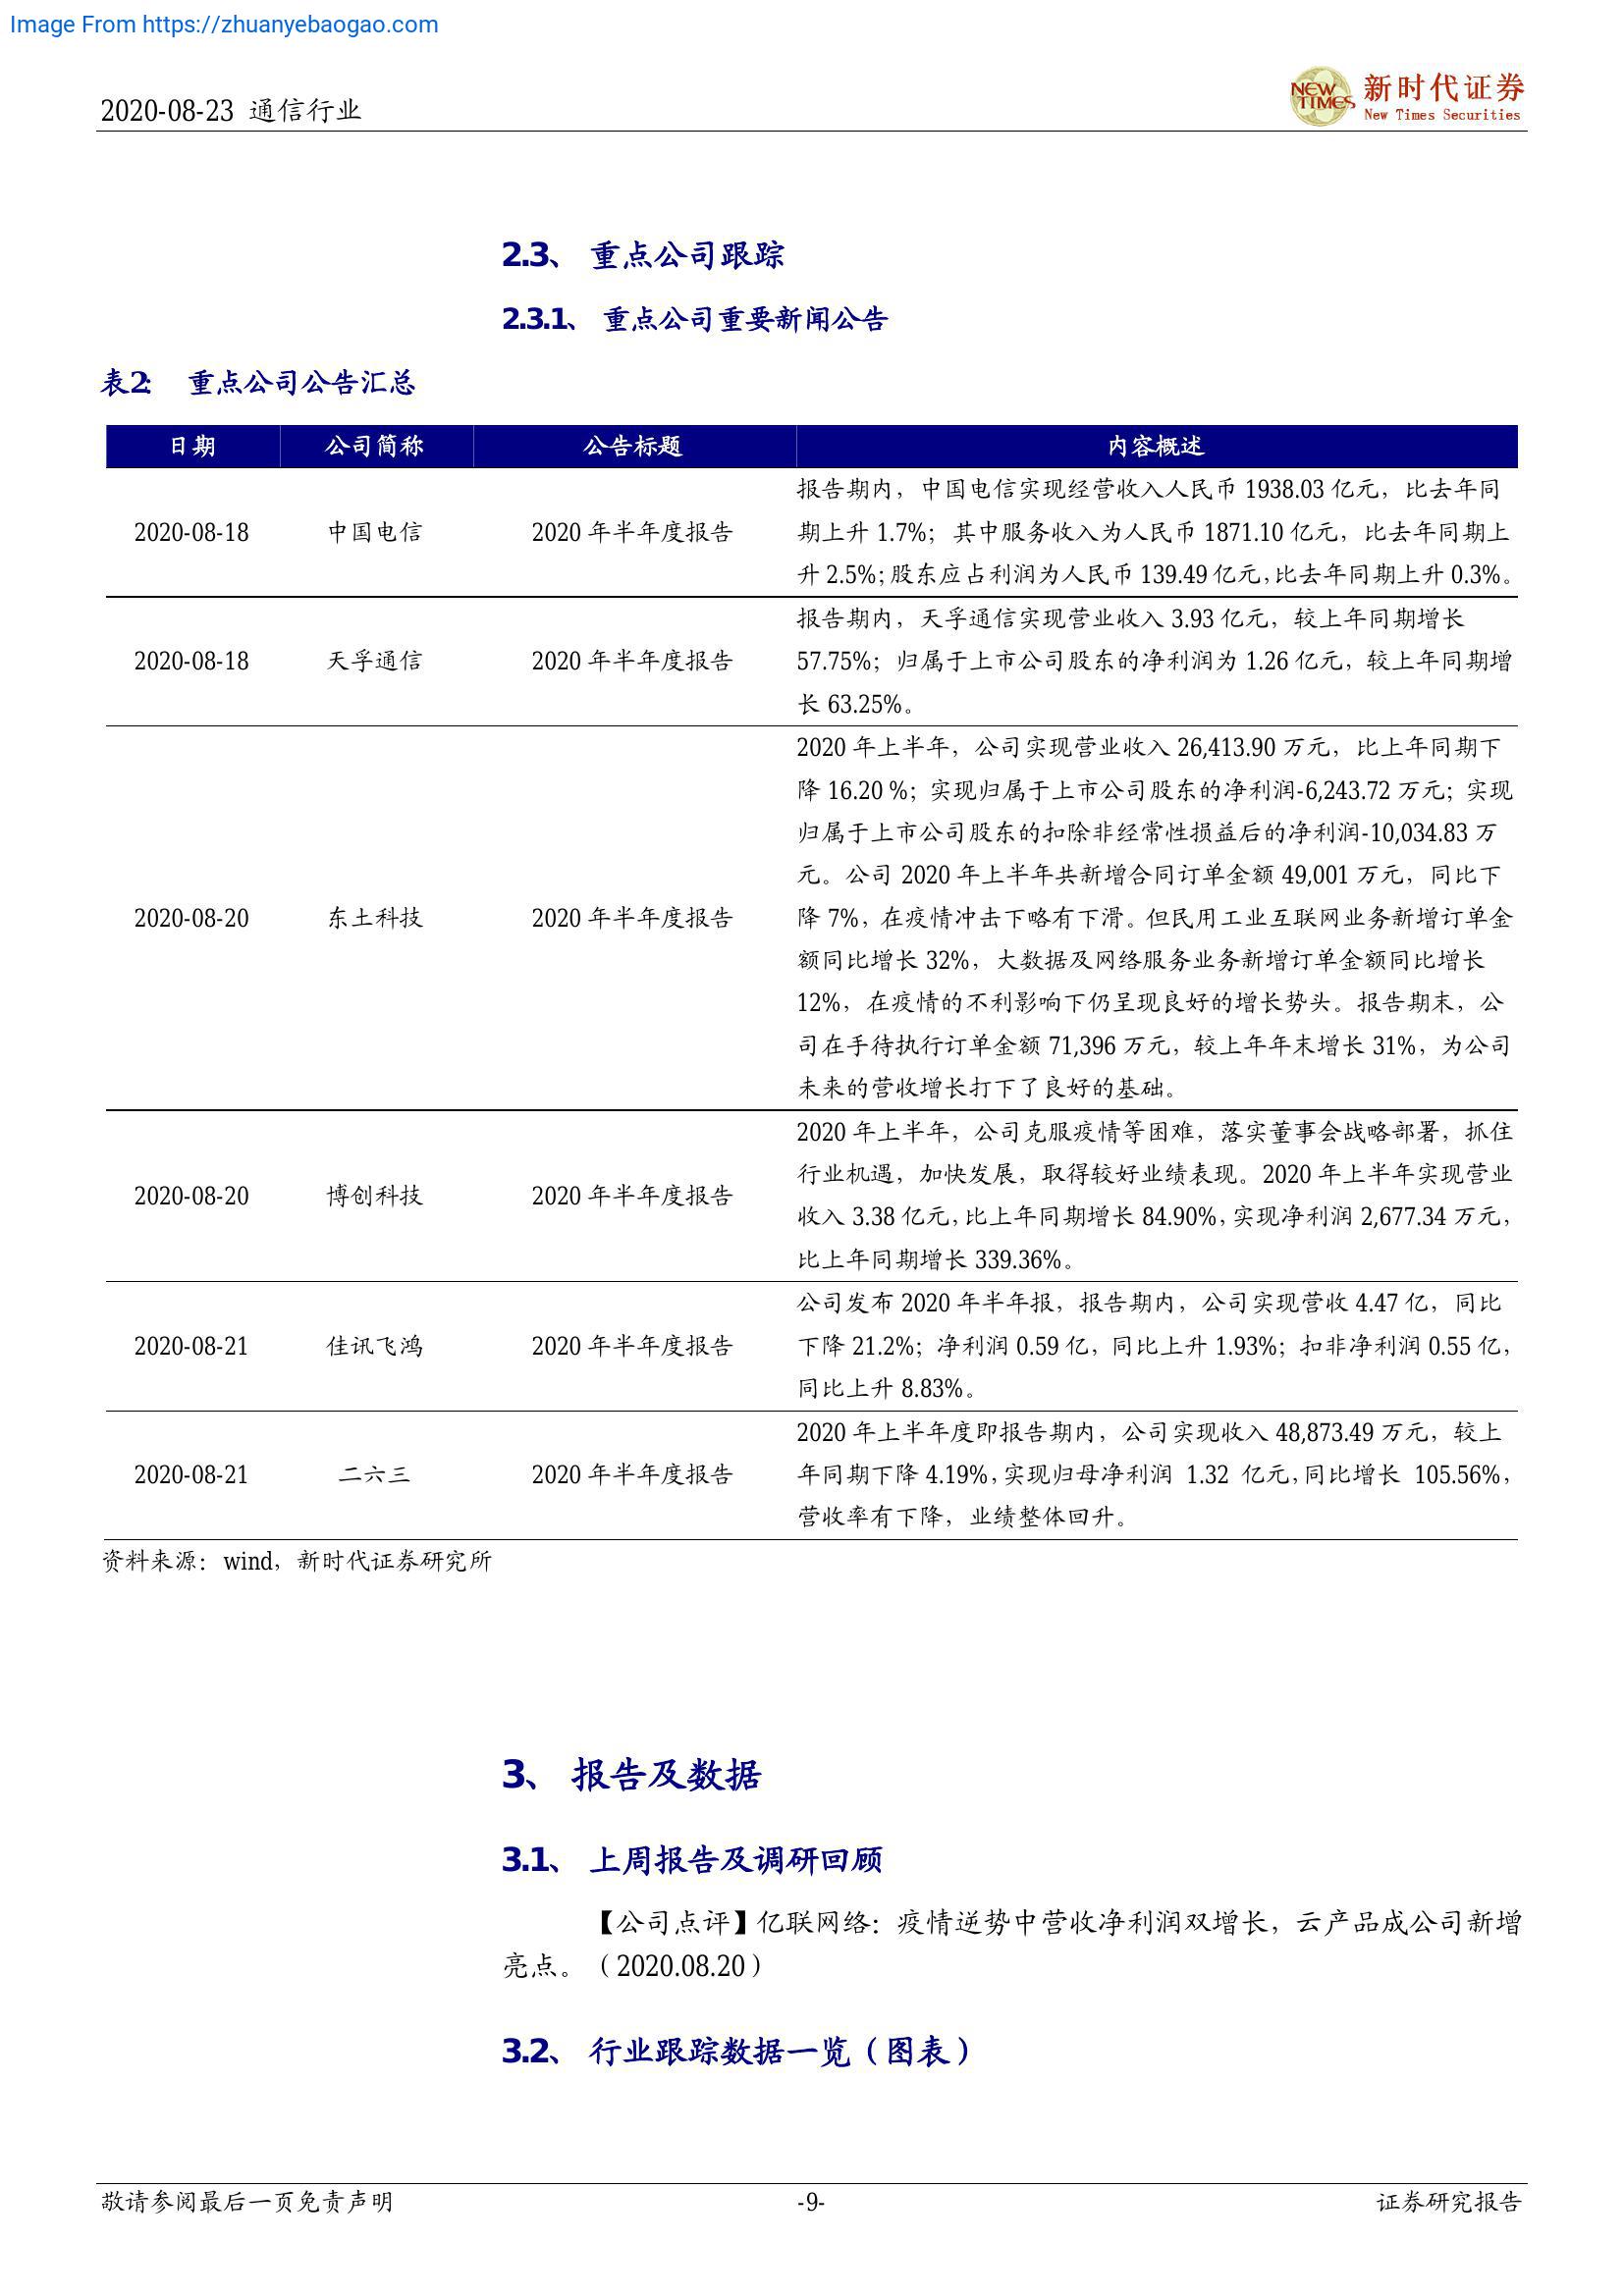 Image From https://zhuanyebaogao.com
2020-08-23 通信行业
NEW TIMES
新时代证券
New Times Securities
2.3、 重点公司跟踪
2.3.1、 重点公司重要新闻公告
表2： 重点公司公告汇总
日期 公司简称 公告标题 内容概述
2020-08-18 中国电信 2020 年半年度报告
报告期内，中国电信实现经营收入人民币 1938.03 亿元，比去年同
期上升 1.7%；其中服务收入为人民币 1871.10 亿元，比去年同期上
升 2.5%；股东应占利润为人民币 139.49 亿元，比去年同期上升 0.3%。
2020-08-18 天孚通信 2020 年半年度报告
报告期内，天孚通信实现营业收入 3.93 亿元，较上年同期增长
57.75%；归属于上市公司股东的净利润为 1.26 亿元，较上年同期增
长 63.25%。
2020-08-20 东土科技 2020 年半年度报告
2020 年上半年，公司实现营业收入 26,413.90 万元，比上年同期下
降 16.20 %；实现归属于上市公司股东的净利润-6,243.72 万元；实现
归属于上市公司股东的扣除非经常性损益后的净利润-10,034.83 万
元。公司 2020 年上半年共新增合同订单金额 49,001 万元，同比下
降 7%，在疫情冲击下略有下滑。但民用工业互联网业务新增订单金
额同比增长 32%，大数据及网络服务业务新增订单金额同比增长
12%，在疫情的不利影响下仍呈现良好的增长势头。报告期末，公
司在手待执行订单金额 71,396 万元，较上年年末增长 31%，为公司
未来的营收增长打下了良好的基础。
2020-08-20 博创科技 2020 年半年度报告
2020 年上半年，公司克服疫情等困难，落实董事会战略部署，抓住
行业机遇，加快发展，取得较好业绩表现。2020 年上半年实现营业
收入 3.38 亿元，比上年同期增长 84.90%，实现净利润 2,677.34 万元，
比上年同期增长 339.36%。
2020-08-21 佳讯飞鸿 2020 年半年度报告
公司发布 2020 年半年报，报告期内，公司实现营收 4.47 亿，同比
下降 21.2%；净利润 0.59 亿，同比上升 1.93%；扣非净利润 0.55 亿，
同比上升 8.83%。
2020-08-21 二六三 2020 年半年度报告
2020 年上半年度即报告期内，公司实现收入 48,873.49 万元，较上
年同期下降 4.19%，实现归母净利润 1.32 亿元，同比增长 105.56%，
营收率有下降，业绩整体回升。
资料来源：wind，新时代证券研究所
3、 报告及数据
3.1、 上周报告及调研回顾
【公司点评】亿联网络：疫情逆势中营收净利润双增长，云产品成公司新增
亮点。（2020.08.20）
3.2、 行业跟踪数据一览（图表）
敬请参阅最后一页免责声明 -9- 证券研究报告